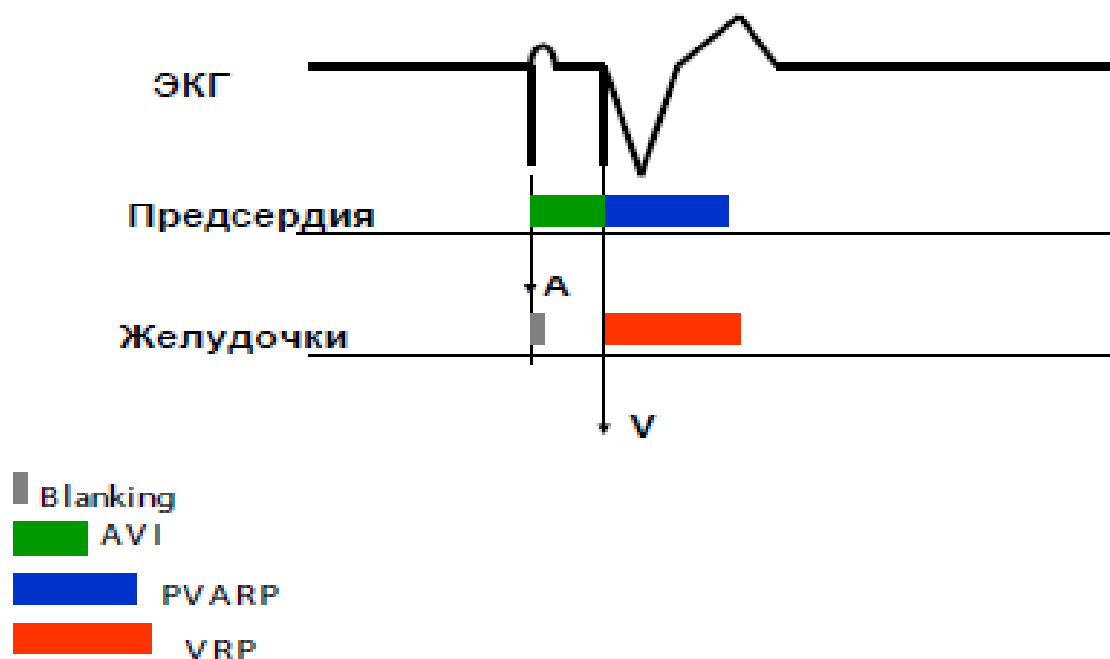 ЭКГ
Предсердия
A
Желудочки
V
Blanking
AVI
PVARP
VRP